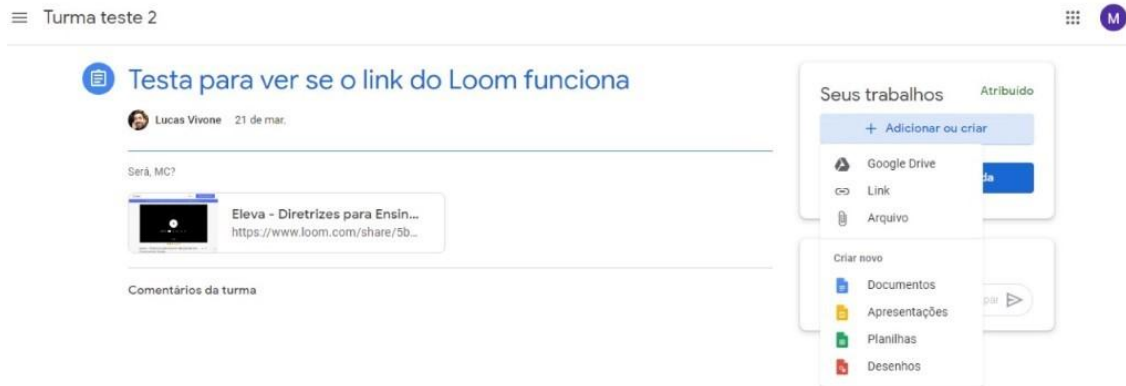 Turma teste 2
M
Testa para ver se o link do Loom funciona
Lucas Vivone 21 de mar.
Será, MC?
Eleva - Diretrizes para Ensin...
https://www.loom.com/share/5b...
Comentários da turma
Seus trabalhos Atribuído
+ Adicionar ou criar
Google Drive
Link
Arquivo
Criar novo
Documentos
Apresentações
Planilhas
Desenhos